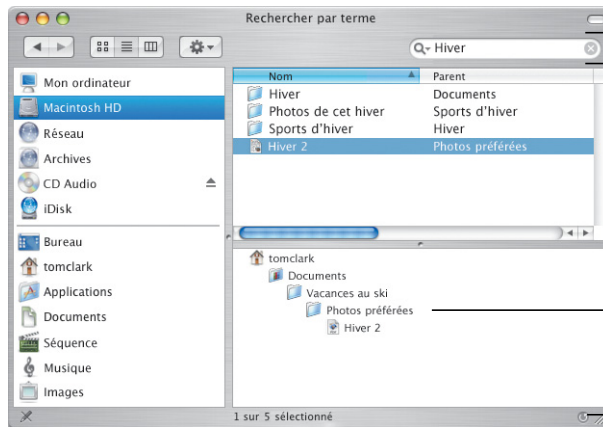 Rechercher par terme
Hiver
Mon ordinateur
Macintosh HD
Réseau
Archives
CD Audio
iDisk
Bureau
tomclark
Applications
Documents
Séquence
Musique
Images
Nom Parent
Hiver Documents
Photos de cet hiver Sports d'hiver
Sports d'hiver Hiver
Hiver 2 Photos préférées
tomclark
Documents
Vacances au ski
Photos préférées
Hiver 2
1 sur 5 sélectionné